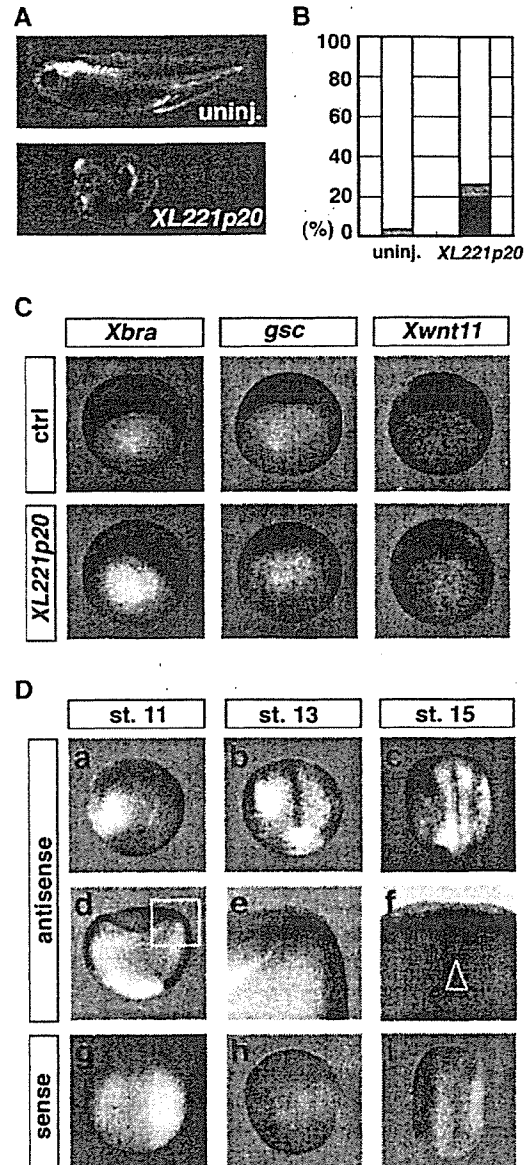 A
uninj.
XL221p20
B
100
80
60
40
20
(%) 0
uninj. XL221p20
C
Xbra gsc Xwnt11
ctrl
XL221p20
D
st. 11 st. 13 st. 15
antisense
a b c
d e f
sense
g h i